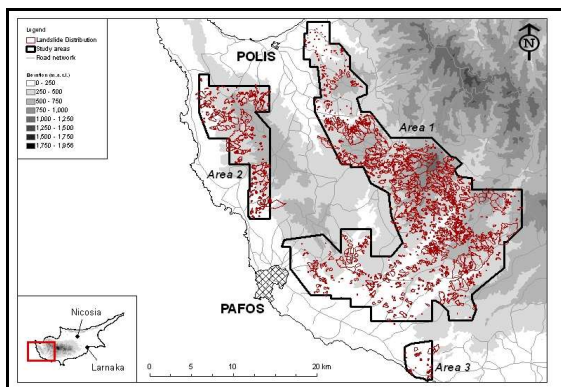 Legend
Landslide Distribution
Study areas
Road network
Elevation (m a.s.l.)
0 - 250
250 - 500
500 - 750
750 - 1,000
1,000 - 1,250
1,250 - 1,500
1,500 - 1,750
1,750 - 1,956
POLIS
N
Area 1
Area 2
PAFOS
Nicosia
Larnaka
Area 3
0 5 10 20 km